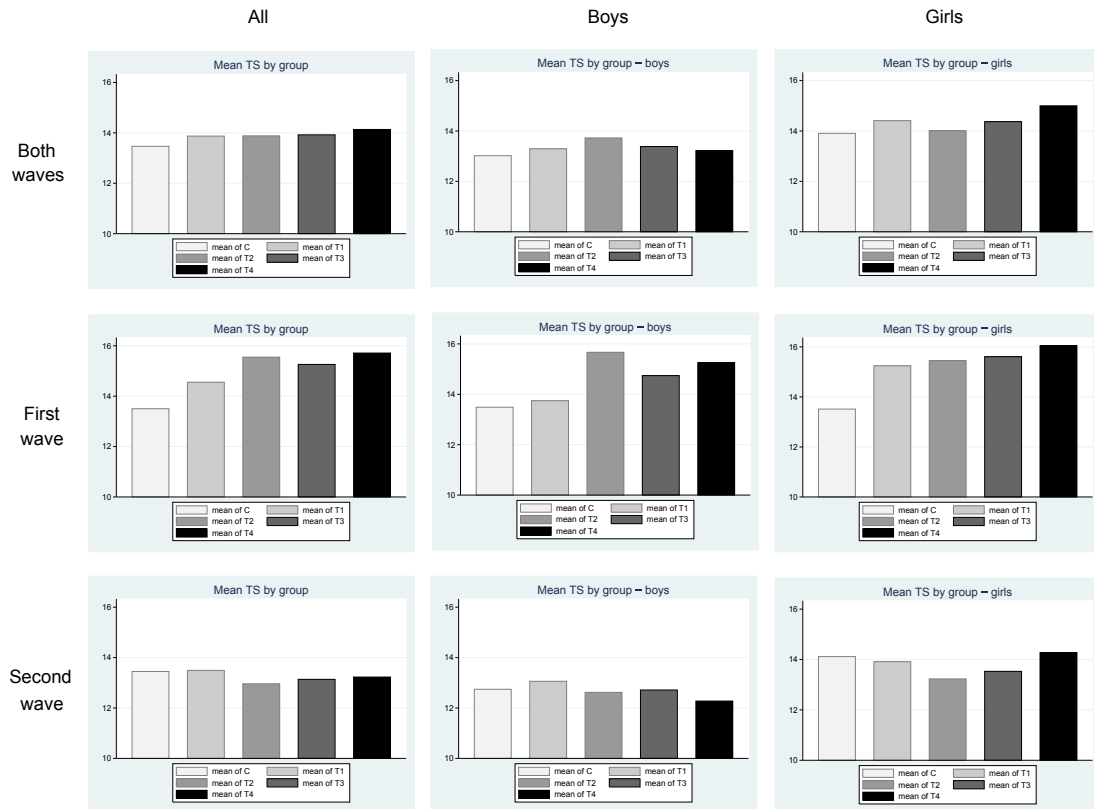 All Boys Girls
Both
waves
Mean TS by group
16
14
12
10
mean of C mean of T1
mean of T2 mean of T3
mean of T4
Mean TS by group – boys
16
14
12
10
mean of C mean of T1
mean of T2 mean of T3
mean of T4
Mean TS by group – girls
16
14
12
10
mean of C mean of T1
mean of T2 mean of T3
mean of T4
First
wave
Mean TS by group
16
14
12
10
mean of C mean of T1
mean of T2 mean of T3
mean of T4
Mean TS by group – boys
16
14
12
10
mean of C mean of T1
mean of T2 mean of T3
mean of T4
Mean TS by group – girls
16
14
12
10
mean of C mean of T1
mean of T2 mean of T3
mean of T4
Second
wave
Mean TS by group
16
14
12
10
mean of C mean of T1
mean of T2 mean of T3
mean of T4
Mean TS by group – boys
16
14
12
10
mean of C mean of T1
mean of T2 mean of T3
mean of T4
Mean TS by group – girls
16
14
12
10
mean of C mean of T1
mean of T2 mean of T3
mean of T4